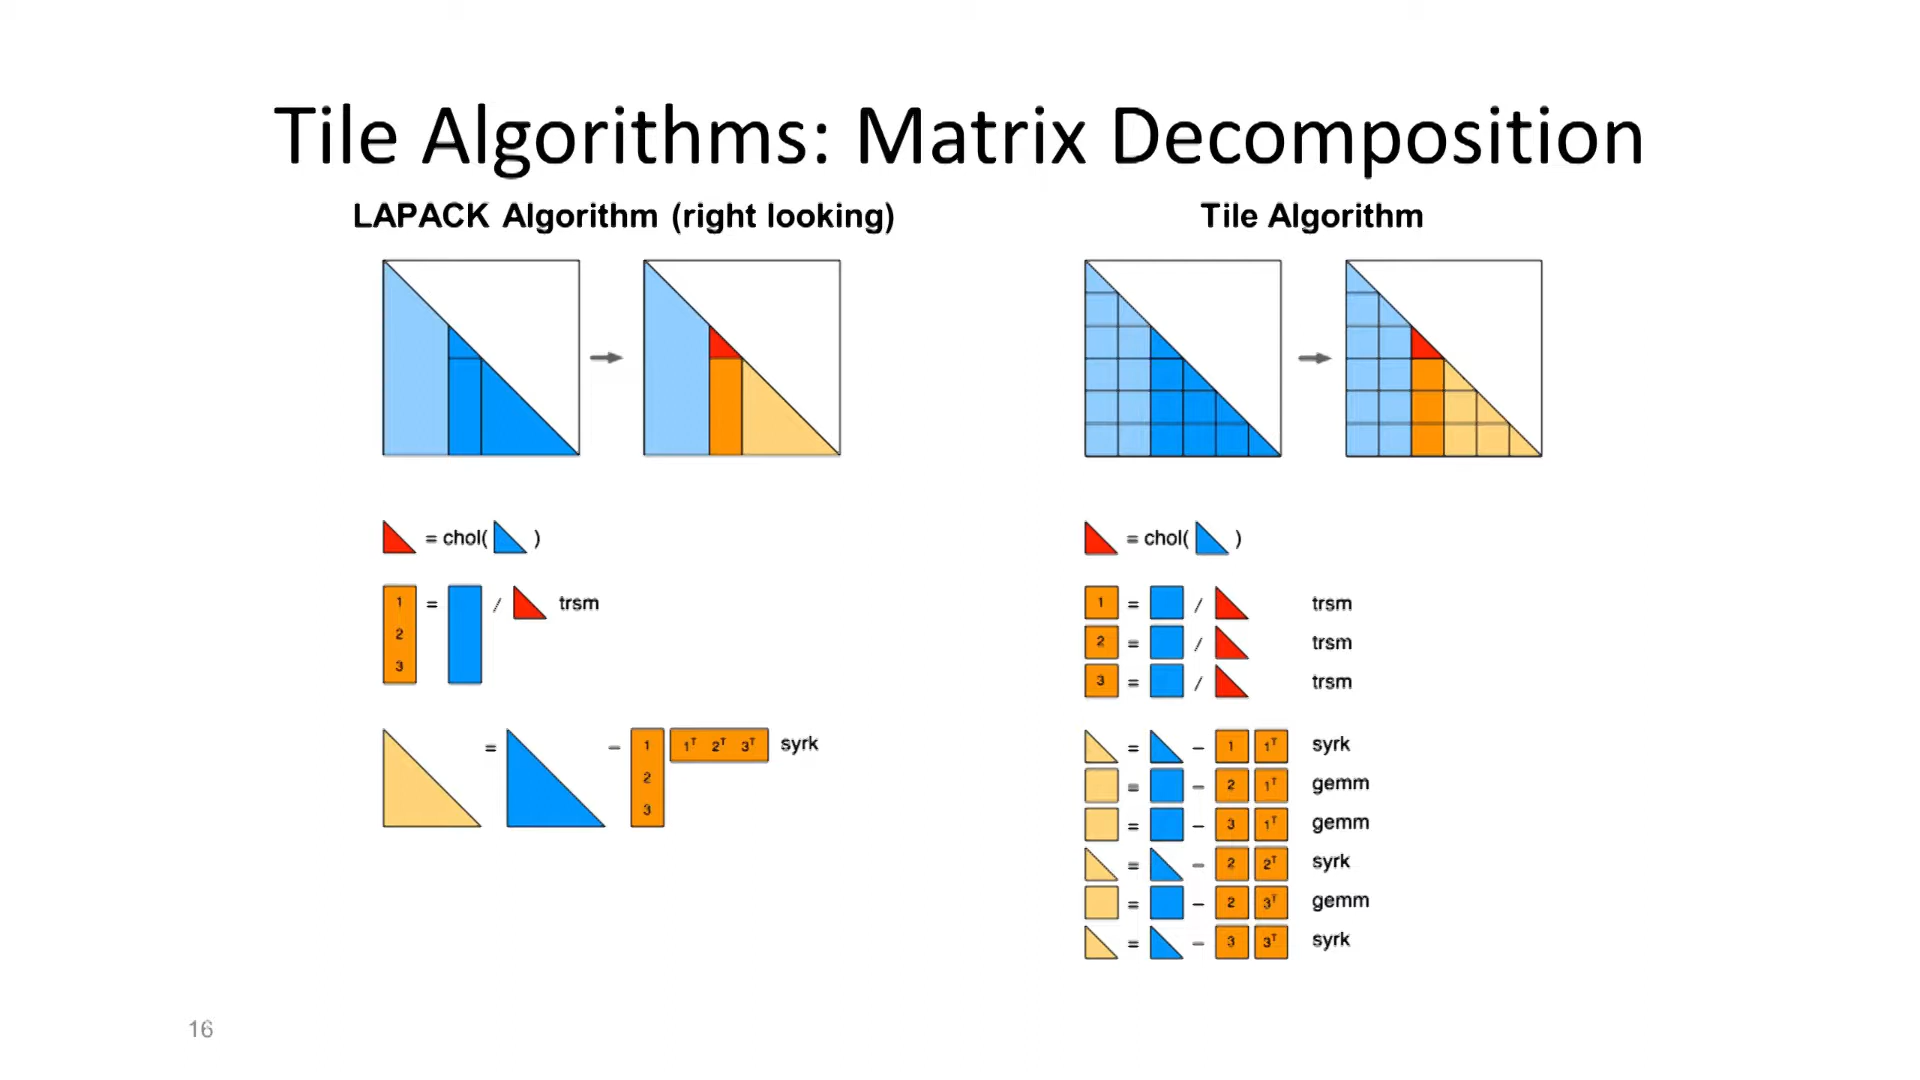 Tile Algorithms: Matrix Decomposition
LAPACK Algorithm (right looking)
= chol( )
1 = / trsm
2
3
= − 1 1ᵀ 2ᵀ 3ᵀ syrk
2
3
Tile Algorithm
= chol( )
1 = / trsm
2 = / trsm
3 = / trsm
= − 1 1ᵀ syrk
= − 2 1ᵀ gemm
= − 3 1ᵀ gemm
= − 2 2ᵀ syrk
= − 2 3ᵀ gemm
= − 3 3ᵀ syrk
16